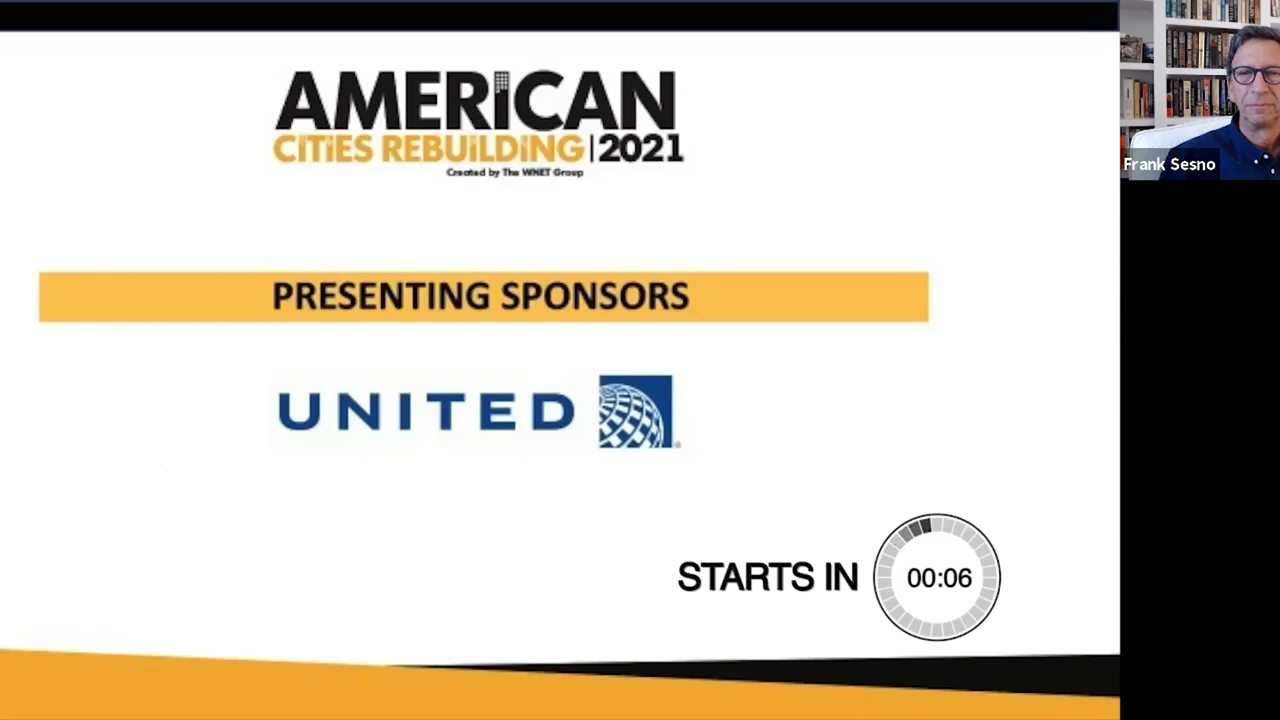 AMERICAN
CITIES REBUILDING | 2021
Created by The WNET Group
PRESENTING SPONSORS
UNITED
STARTS IN 00:06
Frank Sesno